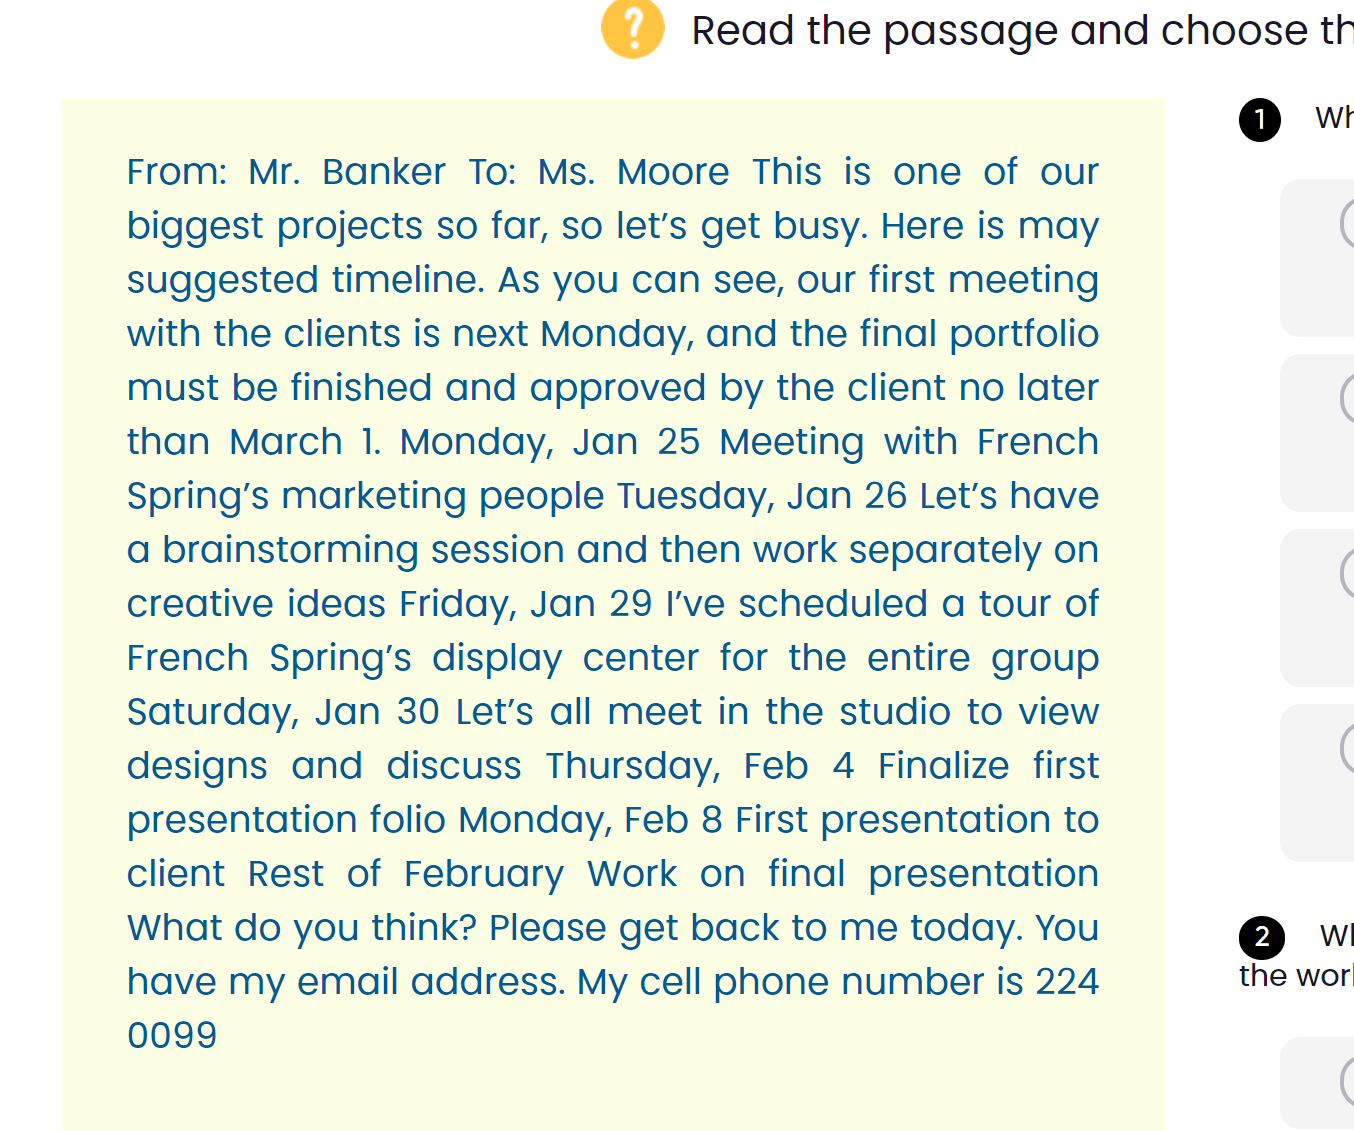 ?
Read the passage and choose th
From: Mr. Banker To: Ms. Moore This is one of our
biggest projects so far, so let’s get busy. Here is may
suggested timeline. As you can see, our first meeting
with the clients is next Monday, and the final portfolio
must be finished and approved by the client no later
than March 1. Monday, Jan 25 Meeting with French
Spring’s marketing people Tuesday, Jan 26 Let’s have
a brainstorming session and then work separately on
creative ideas Friday, Jan 29 I’ve scheduled a tour of
French Spring’s display center for the entire group
Saturday, Jan 30 Let’s all meet in the studio to view
designs and discuss Thursday, Feb 4 Finalize first
presentation folio Monday, Feb 8 First presentation to
client Rest of February Work on final presentation
What do you think? Please get back to me today. You
have my email address. My cell phone number is 224
0099
1 Wh
2
the wor